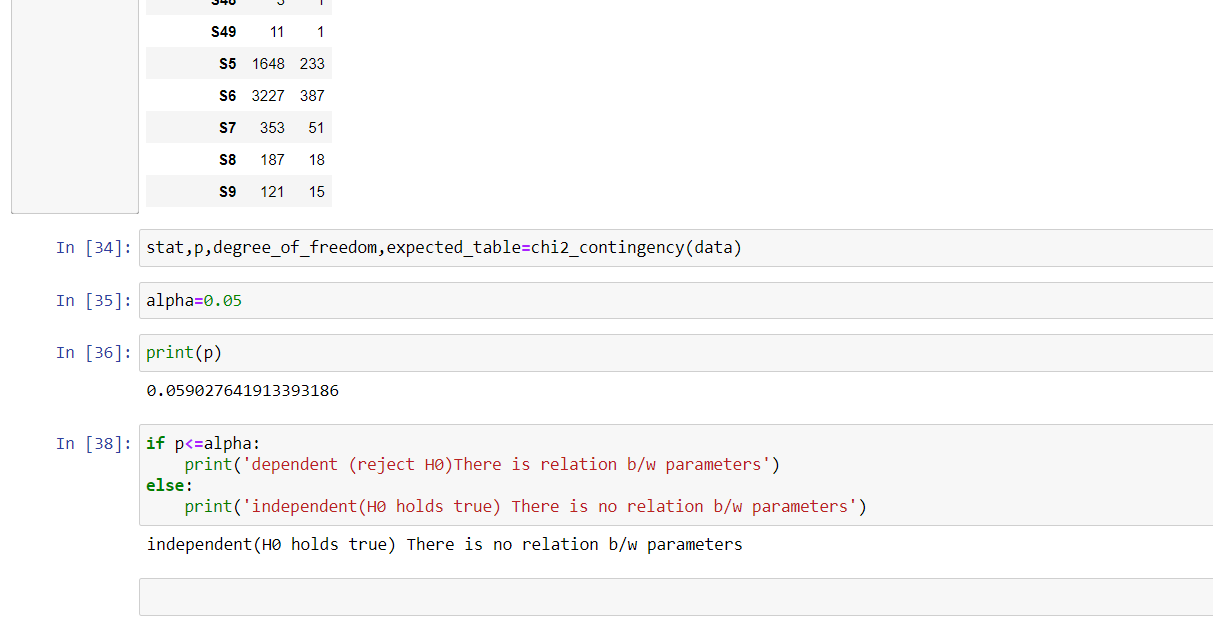 S48 3 1
S49 11 1
S5 1648 233
S6 3227 387
S7 353 51
S8 187 18
S9 121 15
In [34]: stat,p,degree_of_freedom,expected_table=chi2_contingency(data)
In [35]: alpha=0.05
In [36]: print(p)
0.059027641913393186
In [38]: if p<=alpha:
print('dependent (reject H0)There is relation b/w parameters')
else:
print('independent(H0 holds true) There is no relation b/w parameters')
independent(H0 holds true) There is no relation b/w parameters